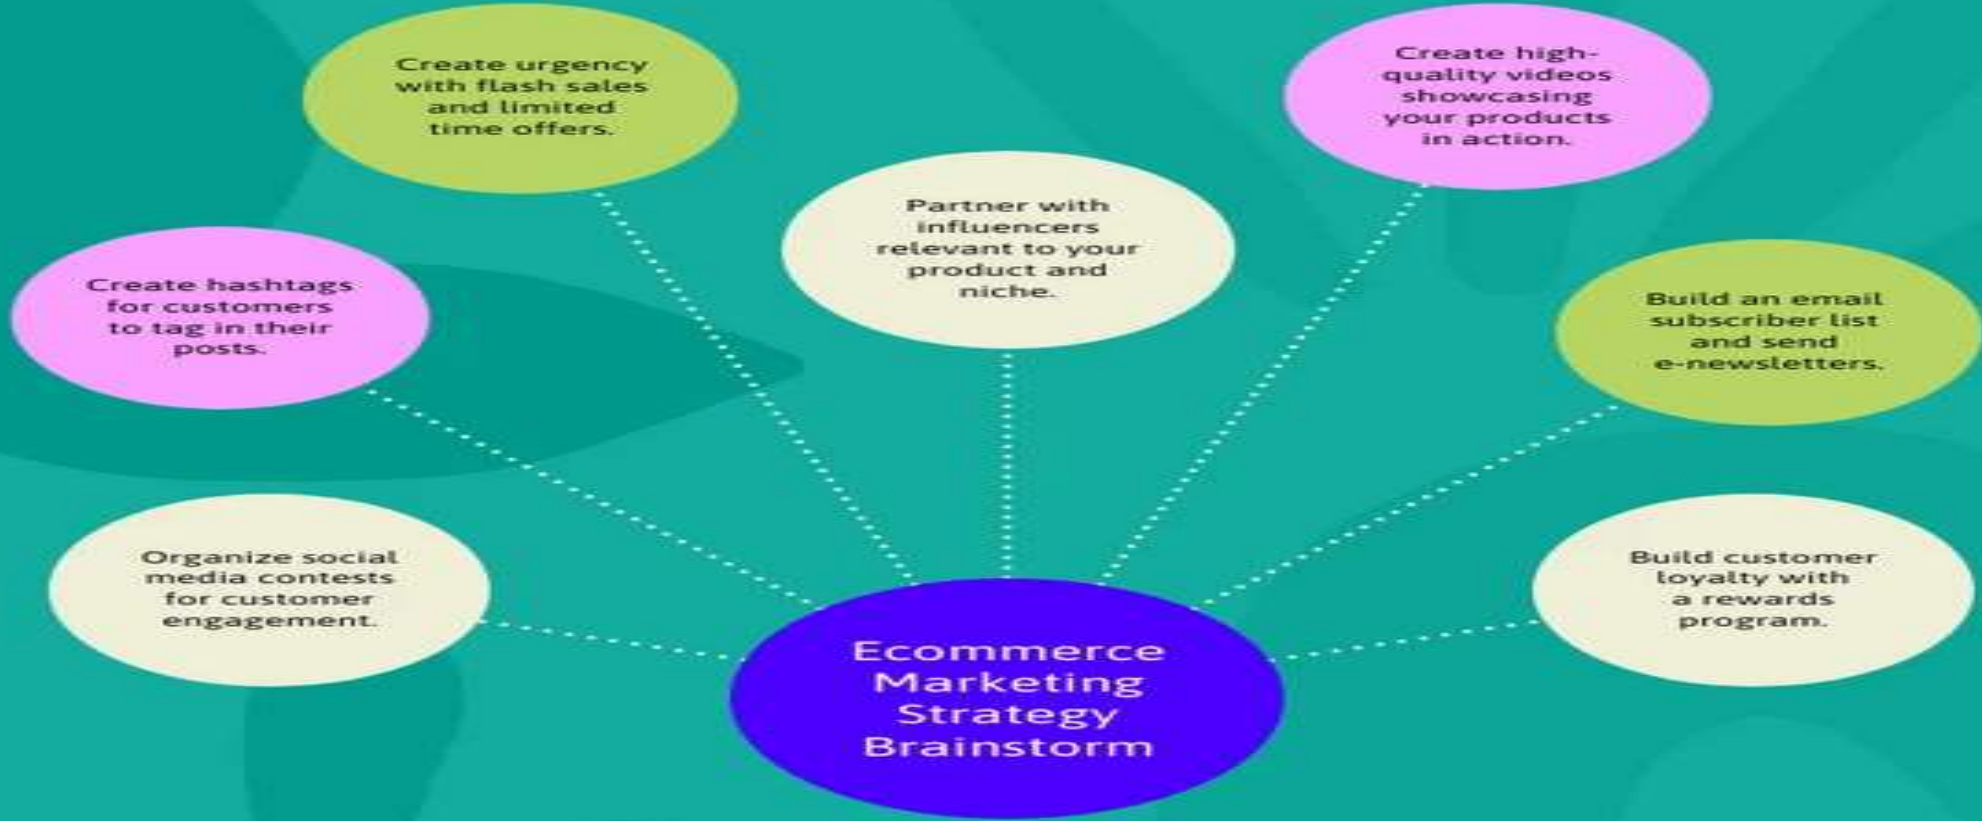 Create urgency
with flash sales
and limited
time offers.
Create high-
quality videos
showcasing
your products
in action.
Partner with
influencers
relevant to your
product and
niche.
Create hashtags
for customers
to tag in their
posts.
Build an email
subscriber list
and send
e-newsletters.
Organize social
media contests
for customer
engagement.
Build customer
loyalty with
a rewards
program.
Ecommerce
Marketing
Strategy
Brainstorm